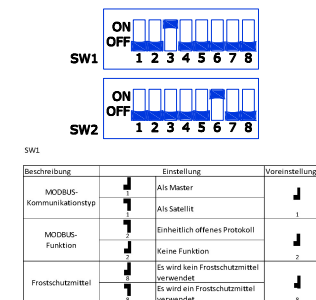 ON
OFF
SW1 1 2 3 4 5 6 7 8
ON
OFF
SW2 1 2 3 4 5 6 7 8
SW1
Beschreibung Einstellung Voreinstellung
MODBUS-
Kommunikationstyp
1 Als Master
1 Als Satellit
1
MODBUS-
Funktion
2 Einheitlich offenes Protokoll
2 Keine Funktion
2
Frostschutzmittel
8 Es wird kein Frostschutzmittel
verwendet
8 Es wird ein Frostschutzmittel
verwendet
8